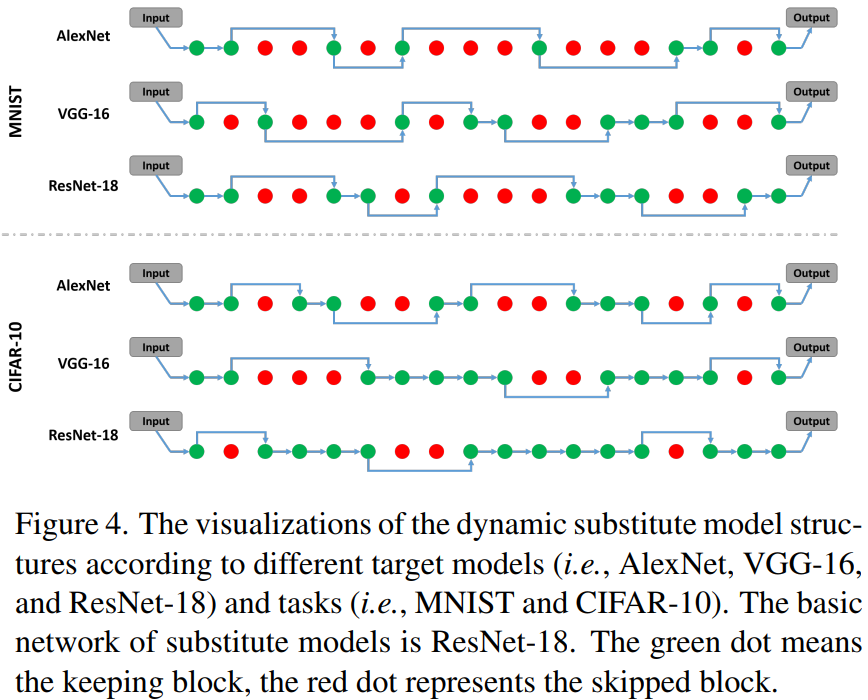 Input
Output
AlexNet
MNIST
Input
Output
VGG-16
Input
Output
ResNet-18
Input
Output
AlexNet
CIFAR-10
Input
Output
VGG-16
Input
Output
ResNet-18
Figure 4. The visualizations of the dynamic substitute model struc-
tures according to different target models (i.e., AlexNet, VGG-16,
and ResNet-18) and tasks (i.e., MNIST and CIFAR-10). The basic
network of substitute models is ResNet-18. The green dot means
the keeping block, the red dot represents the skipped block.